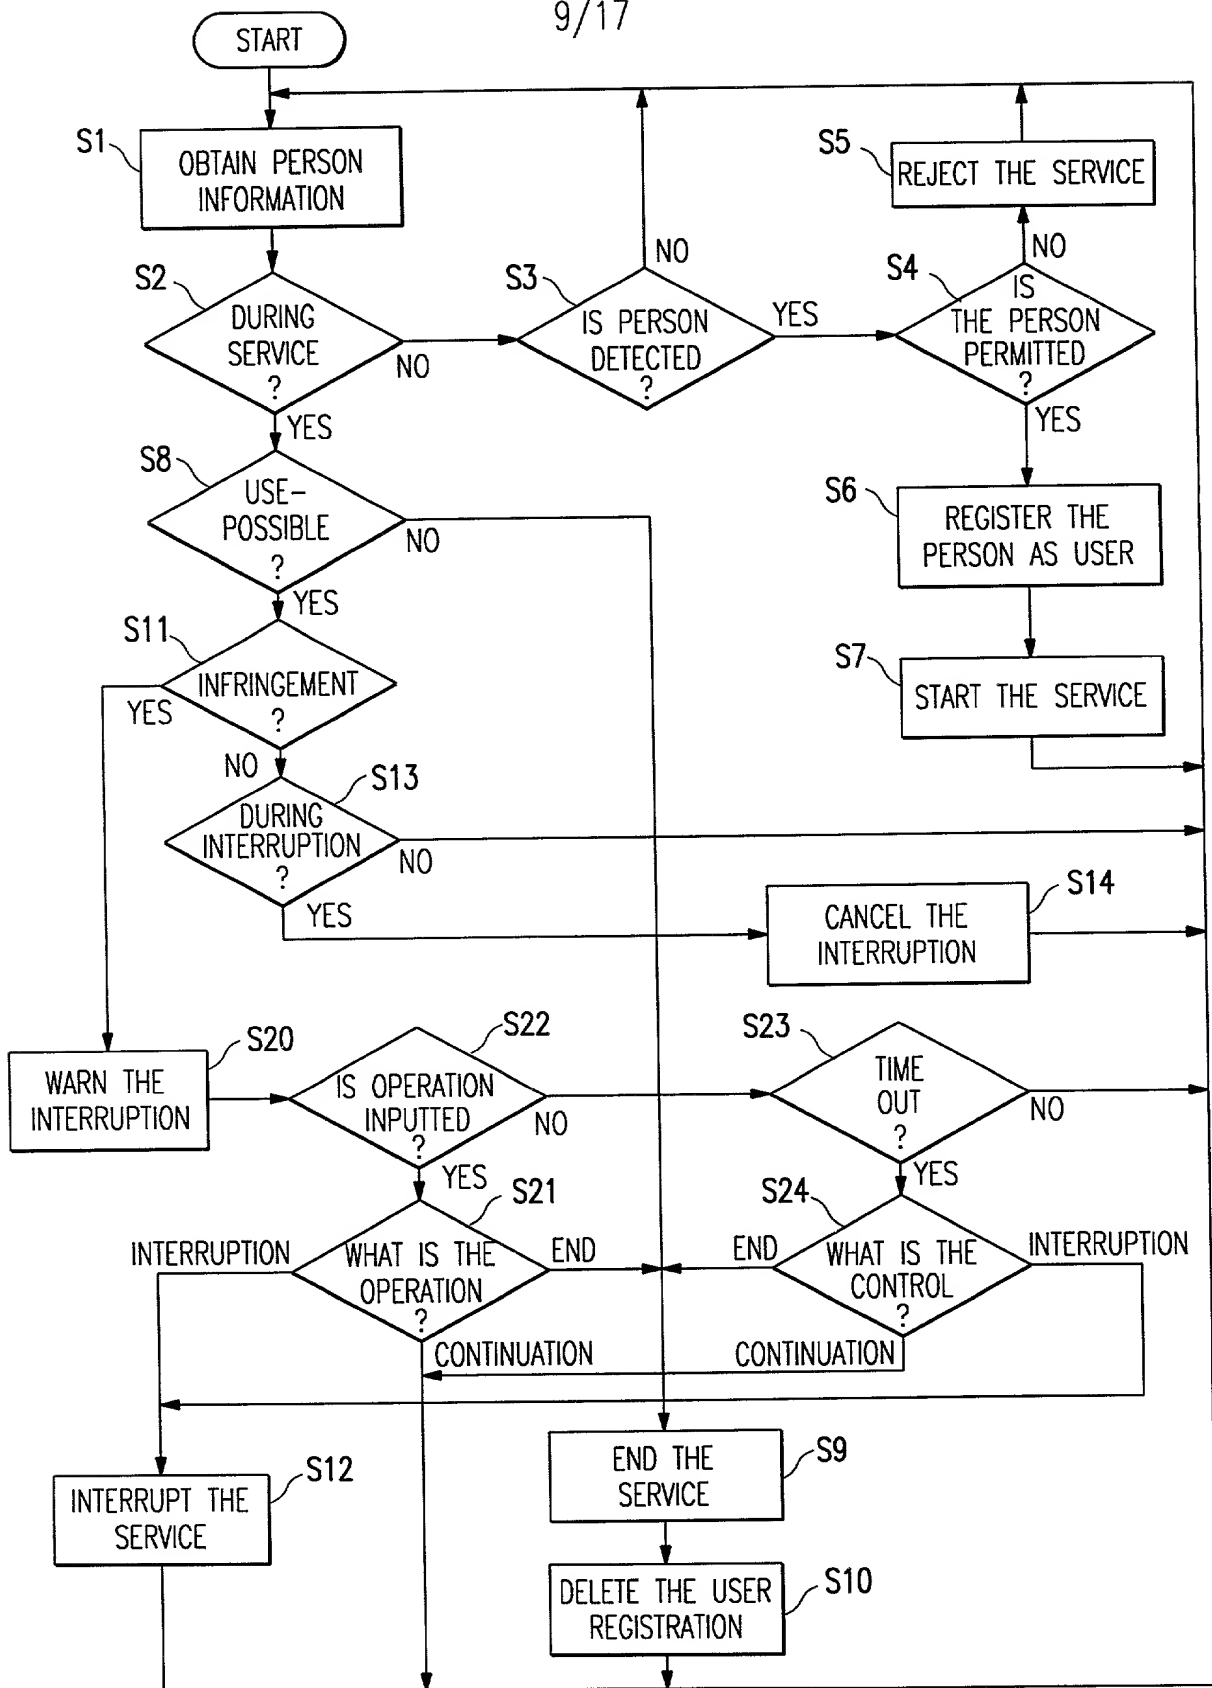 9/17
START
S1
OBTAIN PERSON
INFORMATION
S5
REJECT THE SERVICE
S2
DURING
SERVICE
?
NO
YES
S3
NO
IS PERSON
DETECTED
?
YES
S4
NO
IS
THE PERSON
PERMITTED
?
YES
S8
USE-
POSSIBLE
?
NO
YES
S6
REGISTER THE
PERSON AS USER
S11
INFRINGEMENT
?
YES
NO
S7
START THE SERVICE
S13
DURING
INTERRUPTION
?
NO
YES
S14
CANCEL THE
INTERRUPTION
S20
WARN THE
INTERRUPTION
S22
IS OPERATION
INPUTTED
?
NO
YES
S23
TIME
OUT
?
NO
YES
S21
INTERRUPTION
WHAT IS THE
OPERATION
?
END
CONTINUATION
S24
END
WHAT IS THE
CONTROL
?
INTERRUPTION
CONTINUATION
S12
INTERRUPT THE
SERVICE
S9
END THE
SERVICE
S10
DELETE THE USER
REGISTRATION